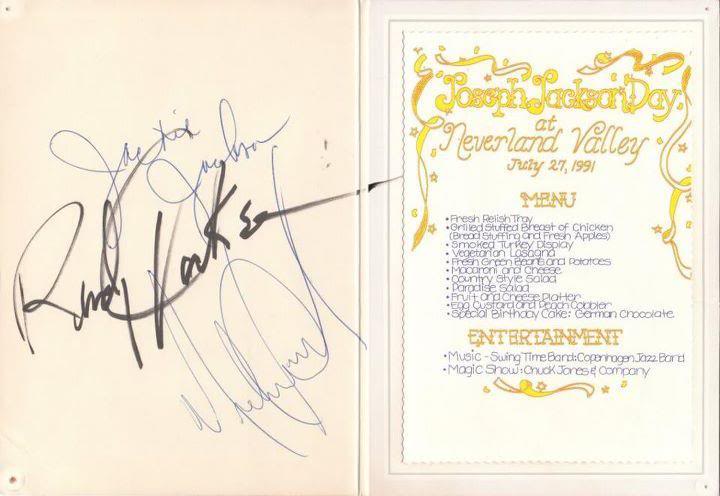 Jackie Jackson
Randy Jackson
Joseph Jackson Day
at
Neverland Valley
July 27, 1991
MENU
• Fresh Relish Tray
• Grilled Stuffed Breast of Chicken
(Bread Stuffing and Fresh Apples)
• Smoked Turkey Display
• Vegetarian Lasagna
• Fresh Green Beans and Potatoes
• Macaroni and Cheese
• Country Style Salad
• Paradise Salad
• Fruit and Cheese Platter
• Egg Custard and Peach Cobbler
• Special Birthday Cake: German Chocolate
ENTERTAINMENT
• Music - Swing Time Band: Copenhagen Jazz Band
• Magic Show: Chuck Jones & Company